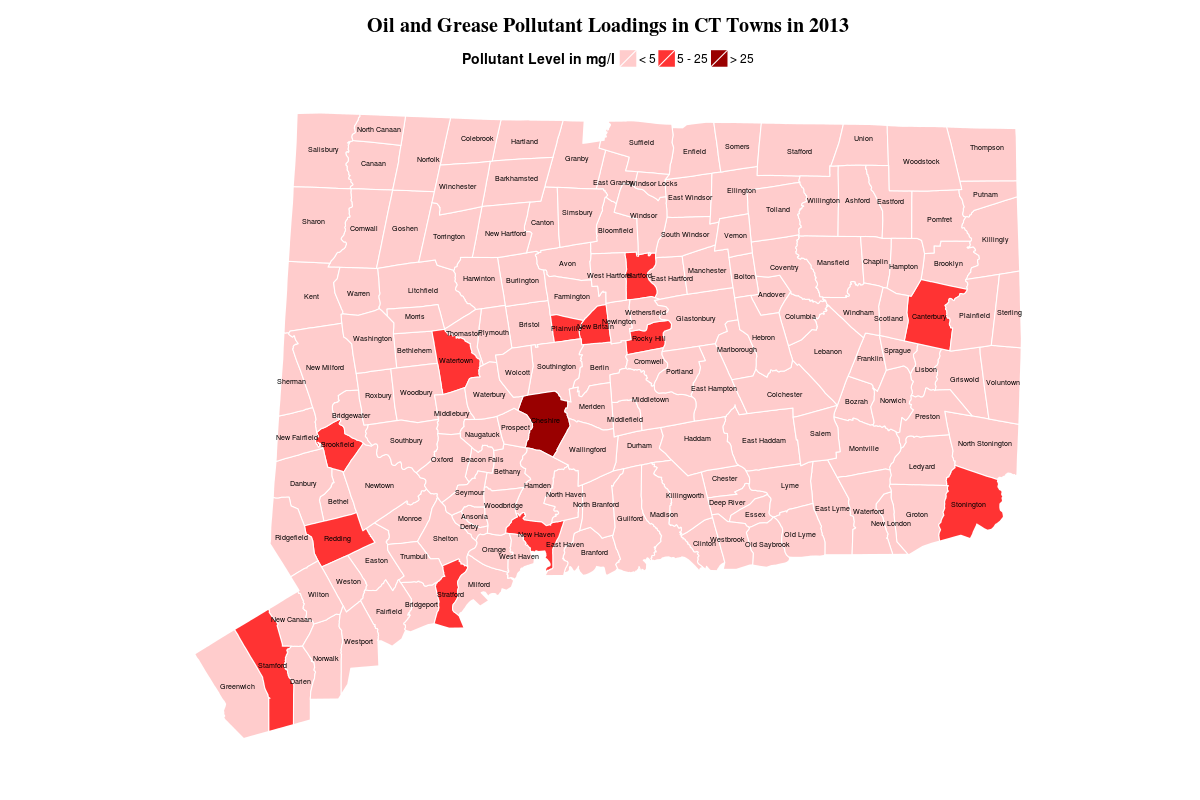 Oil and Grease Pollutant Loadings in CT Towns in 2013
Pollutant Level in mg/l < 5 5 - 25 > 25
North Canaan
Colebrook
Hartland
Union
Salisbury
Canaan
Norfolk
Granby
Suffield
Enfield
Somers
Stafford
Woodstock
Thompson
Winchester
Barkhamsted
East Granby
Windsor Locks
East Windsor
Ellington
Tolland
Willington
Ashford
Eastford
Putnam
Sharon
Cornwall
Goshen
Torrington
New Hartford
Canton
Simsbury
Bloomfield
Windsor
South Windsor
Vernon
Pomfret
Killingly
Kent
Warren
Litchfield
Harwinton
Burlington
Avon
West Hartford
Hartford
East Hartford
Manchester
Bolton
Coventry
Mansfield
Chaplin
Hampton
Brooklyn
Morris
Farmington
Andover
Washington
Bethlehem
Thomaston
Plymouth
Bristol
Plainville
New Britain
Newington
Wethersfield
Glastonbury
Rocky Hill
Hebron
Columbia
Windham
Scotland
Canterbury
Plainfield
Sterling
Watertown
New Milford
Sherman
Roxbury
Woodbury
Waterbury
Wolcott
Southington
Berlin
Cromwell
Portland
Marlborough
Lebanon
Franklin
Sprague
Lisbon
Griswold
Voluntown
Bridgewater
Middlebury
Naugatuck
Prospect
Cheshire
Meriden
Middletown
Middlefield
East Hampton
Colchester
Bozrah
Norwich
Preston
New Fairfield
Brookfield
Southbury
Oxford
Beacon Falls
Bethany
Wallingford
Durham
Haddam
East Haddam
Salem
Montville
Ledyard
North Stonington
Danbury
Bethel
Newtown
Seymour
Woodbridge
Hamden
North Haven
North Branford
Guilford
Madison
Killingworth
Chester
Deep River
Essex
Lyme
East Lyme
Waterford
New London
Groton
Stonington
Ridgefield
Redding
Monroe
Ansonia
Derby
Shelton
Orange
New Haven
West Haven
East Haven
Branford
Clinton
Westbrook
Old Saybrook
Old Lyme
Easton
Trumbull
Weston
Wilton
Fairfield
Bridgeport
Stratford
Milford
New Canaan
Westport
Norwalk
Stamford
Darien
Greenwich